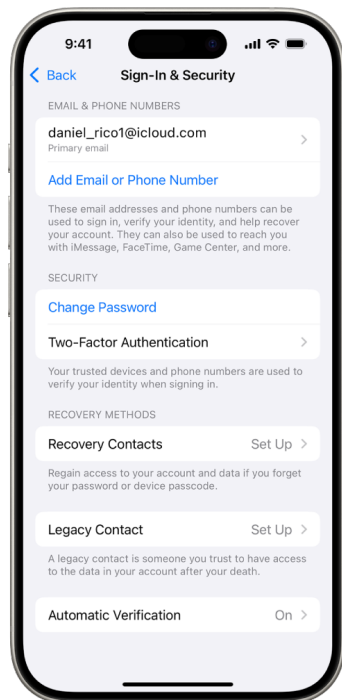 9:41
Back
Sign-In & Security
EMAIL & PHONE NUMBERS
daniel_rico1@icloud.com
Primary email
Add Email or Phone Number
These email addresses and phone numbers can be
used to sign in, verify your identity, and help recover
your account. They can also be used to reach you
with iMessage, FaceTime, Game Center, and more.
SECURITY
Change Password
Two-Factor Authentication
Your trusted devices and phone numbers are used to
verify your identity when signing in.
RECOVERY METHODS
Recovery Contacts Set Up
Regain access to your account and data if you forget
your password or device passcode.
Legacy Contact Set Up
A legacy contact is someone you trust to have access
to the data in your account after your death.
Automatic Verification On